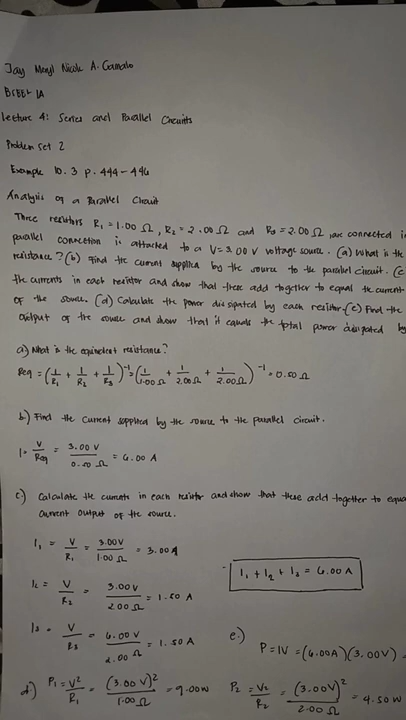 Jay Meryl Nicole A. Gamalo
BSEE 1A
Lecture 4: Series and Parallel Circuits
Problem Set 2
Example 10.3 p. 444-446
Analysis of a Parallel Circuit
Three resistors R₁ = 1.00 Ω, R₂ = 2.00 Ω and R₃ = 2.00 Ω are connected in
parallel connection is attached to a V=3.00 V voltage source. (a) What is the
resistance? (b) Find the current supplied by the source to the parallel circuit. (c
the currents in each resistor and show that these add together to equal the current
of the source. (d) Calculate the power dissipated by each resistor. (e) Find the
output of the source and show that it equals the total power dissipated by
a) What is the equivalent resistance?
Req = (1/R₁ + 1/R₂ + 1/R₃)⁻¹ = (1/1.00 Ω + 1/2.00 Ω + 1/2.00 Ω)⁻¹ = 0.50 Ω
b) Find the current supplied by the source to the parallel circuit.
I = V/Req = 3.00 V/0.50 Ω = 6.00 A
c) Calculate the currents in each resistor and show that these add together to equa
current output of the source.
I₁ = V/R₁ = 3.00V/1.00 Ω = 3.00 A
I₁ + I₂ + I₃ = 6.00 A
I₂ = V/R₂ = 3.00 V/2.00 Ω = 1.50 A
I₃ = V/R₃ = 6.00 V/2.00 Ω = 1.50 A
e.)
P = IV = (6.00A)(3.00V) =
d) P₁ = V²/R₁ = (3.00 V)²/1.00 Ω = 9.00W P₂ = V₂/R₂ = (3.00V)²/2.00 Ω = 4.50 W